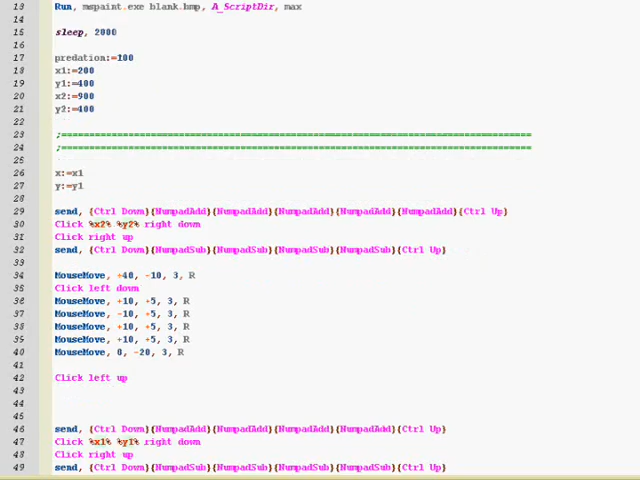 13 Run, mspaint.exe blank.bmp, A_ScriptDir, max
14
15 sleep, 2000
16
17 predation:=100
18 x1:=200
19 y1:=400
20 x2:=900
21 y2:=400
22
23 ;==========================================================================================
24 ;==========================================================================================
25
26 x:=x1
27 y:=y1
28
29 send, {Ctrl Down}{NumpadAdd}{NumpadAdd}{NumpadAdd}{NumpadAdd}{NumpadAdd}{Ctrl Up}
30 Click %x2% %y2% right down
31 Click right up
32 send, {Ctrl Down}{NumpadSub}{NumpadSub}{NumpadSub}{NumpadSub}{Ctrl Up}
33
34 MouseMove, +40, -10, 3, R
35 Click left down
36 MouseMove, +10, +5, 3, R
37 MouseMove, -10, +5, 3, R
38 MouseMove, +10, +5, 3, R
39 MouseMove, +10, +5, 3, R
40 MouseMove, 0, -20, 3, R
41
42 Click left up
43
44
45
46 send, {Ctrl Down}{NumpadAdd}{NumpadAdd}{NumpadAdd}{NumpadAdd}{Ctrl Up}
47 Click %x1% %y1% right down
48 Click right up
49 send, {Ctrl Down}{NumpadSub}{NumpadSub}{NumpadSub}{NumpadSub}{Ctrl Up}